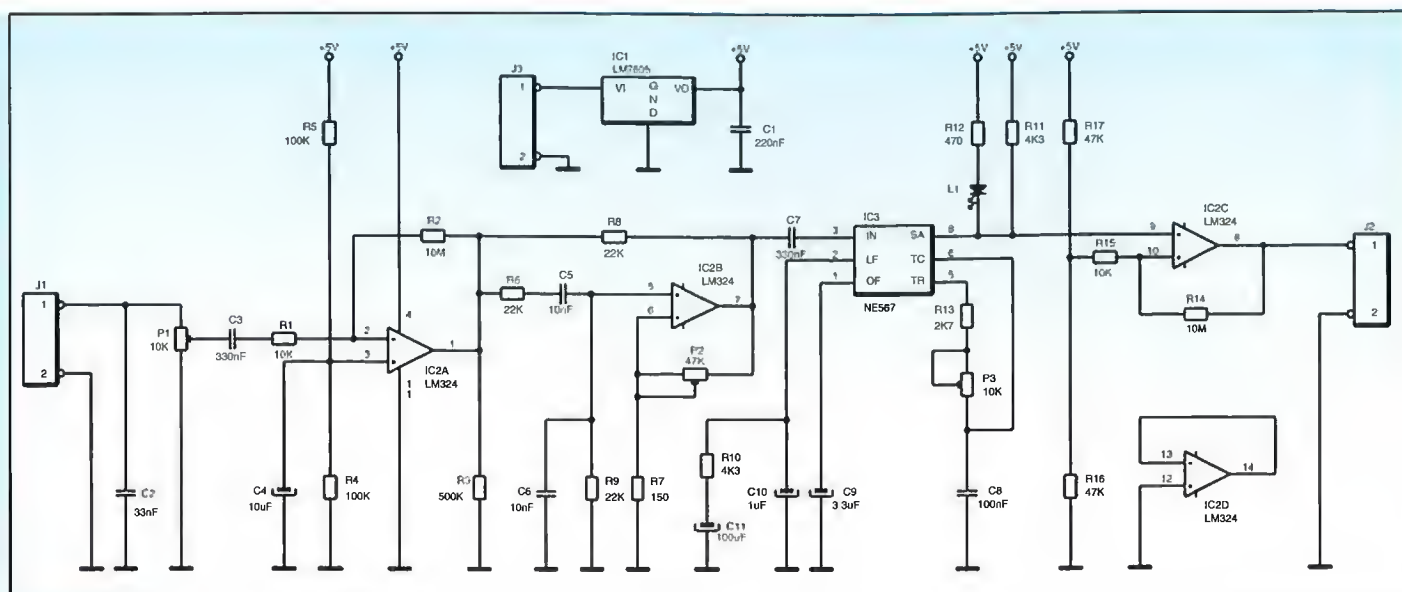 +5V
+5V
+5V
+5V
+5V
+5V
J3
1
2
IC1
LM7805
VI
G
N
D
VO
C1
220nF
R5
100K
R12
470
R11
4K3
R17
47K
L1
R2
10M
R8
22K
C7
330nF
IC3
3
IN
SA
8
2
LF
TC
6
1
OF
TR
5
NE567
9
IC2C
LM324
10
8
R15
10K
R14
10M
J2
1
2
J1
1
2
P1
10K
C3
330nF
R1
10K
2
3
4
1
1
1
IC2A
LM324
R6
22K
C5
10nF
5
6
IC2B
LM324
7
P2
47K
R13
2K7
P3
10K
C2
33nF
C4
10uF
R4
100K
500K
C6
10nF
R9
22K
R7
150
R10
4K3
C11
100uF
C10
1uF
C9
3.3uF
C8
100nF
R16
47K
13
12
14
IC2D
LM324